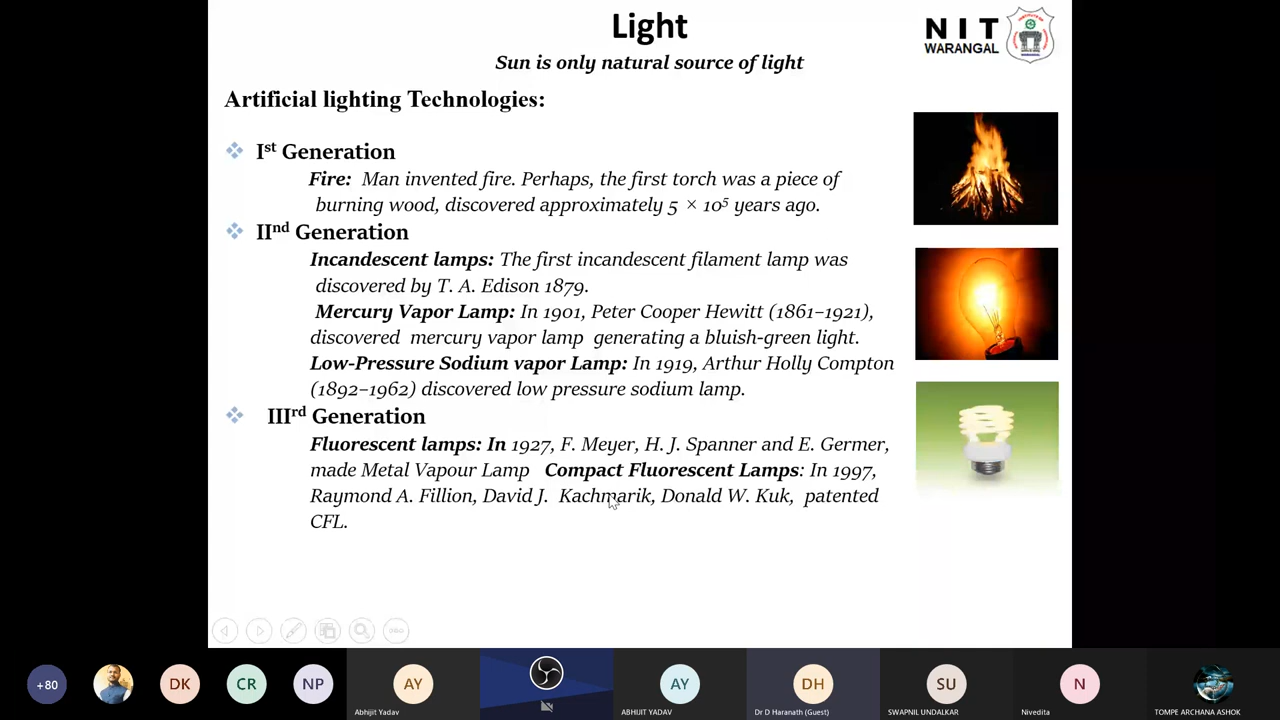 Light
NIT
WARANGAL
Sun is only natural source of light
Artificial lighting Technologies:
Ist Generation
Fire: Man invented fire. Perhaps, the first torch was a piece of
burning wood, discovered approximately 5 × 10⁵ years ago.
IInd Generation
Incandescent lamps: The first incandescent filament lamp was
discovered by T. A. Edison 1879.
Mercury Vapor Lamp: In 1901, Peter Cooper Hewitt (1861–1921),
discovered mercury vapor lamp generating a bluish-green light.
Low-Pressure Sodium vapor Lamp: In 1919, Arthur Holly Compton
(1892–1962) discovered low pressure sodium lamp.
IIIrd Generation
Fluorescent lamps: In 1927, F. Meyer, H. J. Spanner and E. Germer,
made Metal Vapour Lamp Compact Fluorescent Lamps: In 1997,
Raymond A. Fillion, David J. Kachmarik, Donald W. Kuk, patented
CFL.
+80
DK
CR
NP
AY
AY
DH
SU
N
Abhijit Yadav
ABHIJIT YADAV
Dr D Haranath (Guest)
SWAPNIL UNDALKAR
Nivedita
TOMPE ARCHANA ASHOK